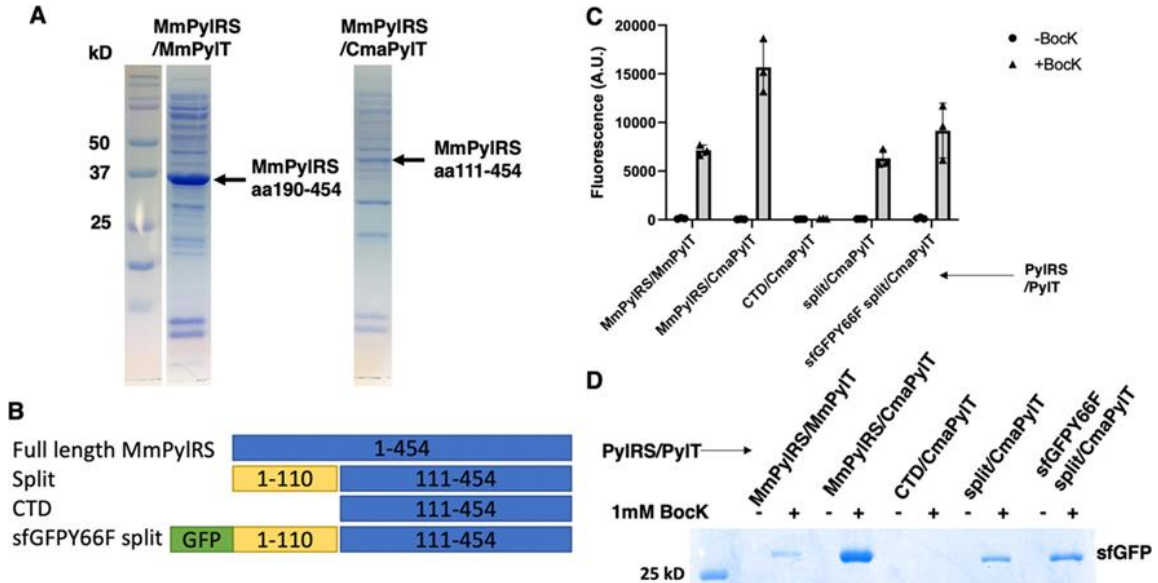 A
MmPylRS
/MmPylT
MmPylRS
/CmaPylT
kD
50
37
25
MmPylRS
aa190-454
MmPylRS
aa111-454
B
Full length MmPylRS
1-454
Split
1-110
111-454
CTD
111-454
sfGFPY66F split
GFP
1-110
111-454
C
Fluorescence (A.U.)
20000
15000
10000
5000
0
-BocK
+BocK
MmPylRS/MmPylT
MmPylRS/CmaPylT
CTD/CmaPylT
split/CmaPylT
sfGFPY66F split/CmaPylT
PylRS
/PylT
D
PylRS/PylT
MmPylRS/MmPylT
MmPylRS/CmaPylT
CTD/CmaPylT
split/CmaPylT
sfGFPY66F
split/CmaPylT
1mM BocK - + - + - + - + - +
sfGFP
25 kD